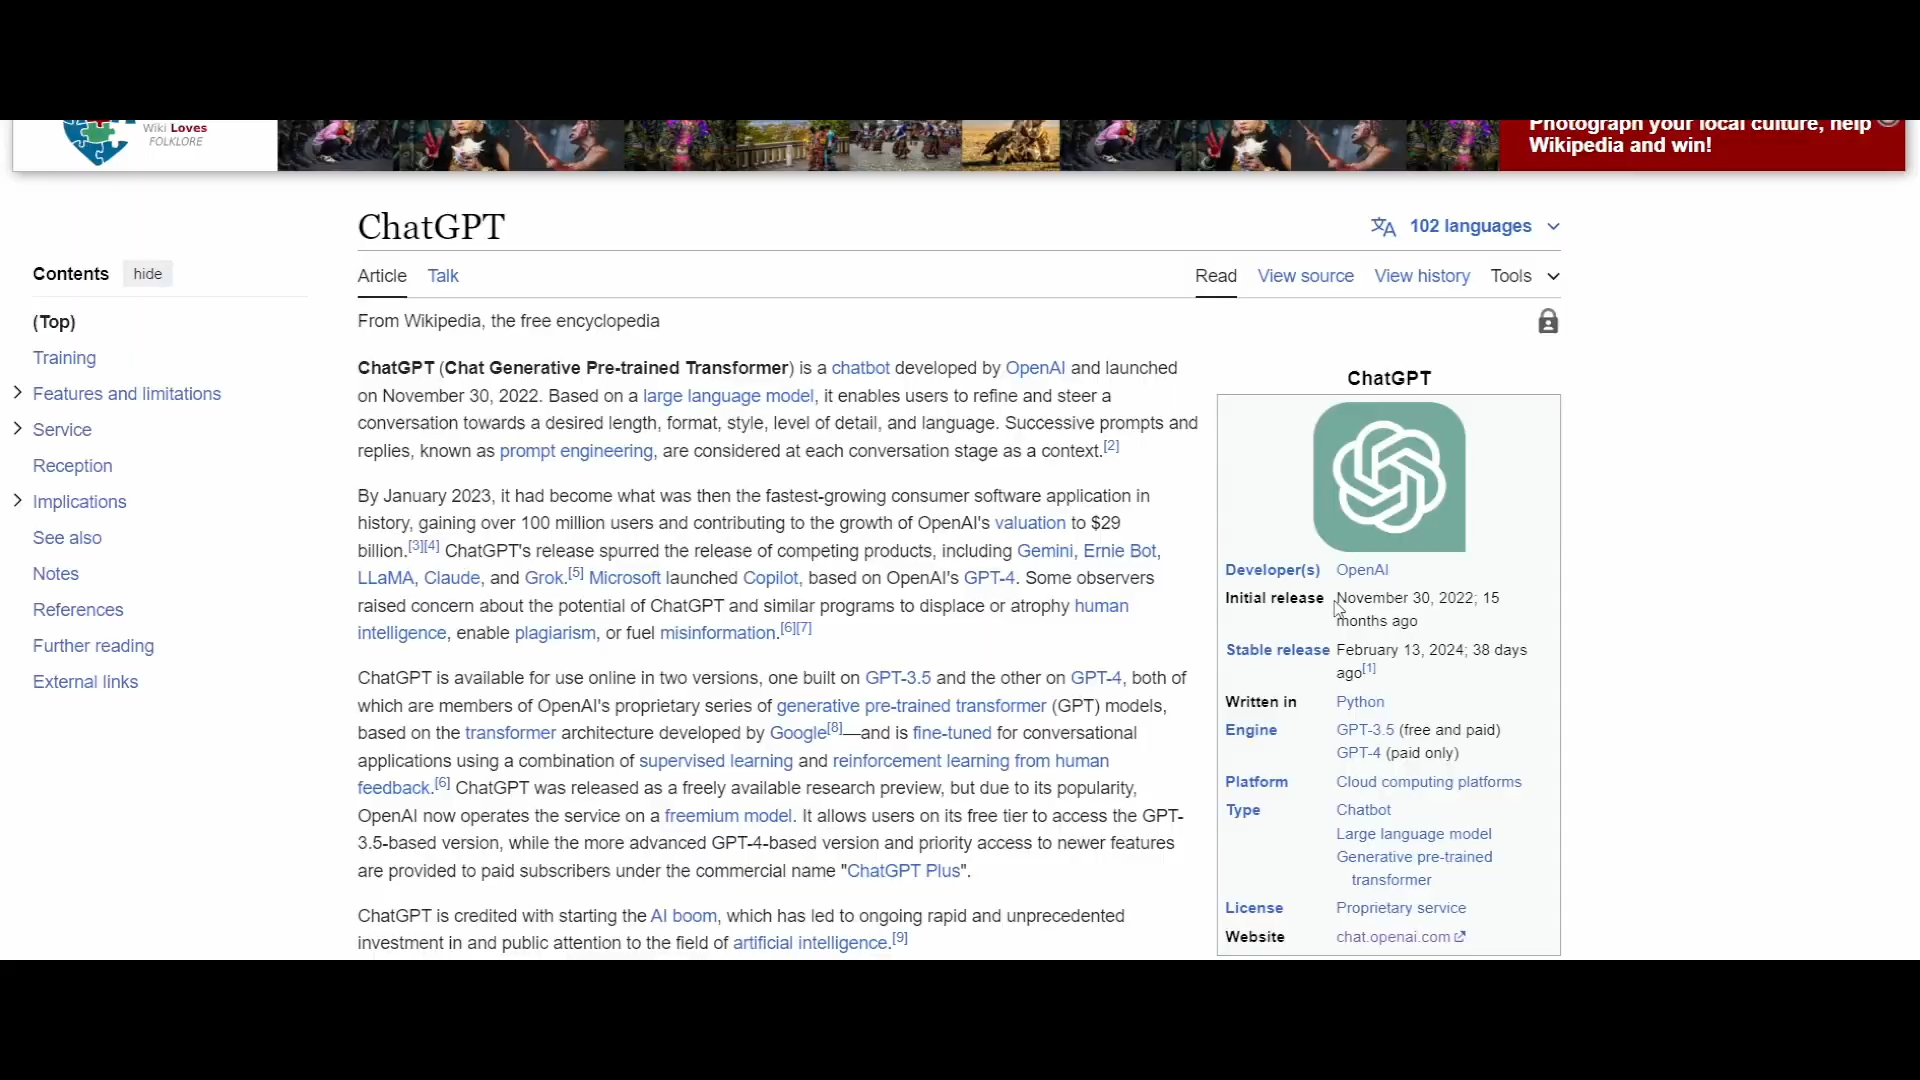 Wiki Loves
FOLKLORE
Photograph your local culture, help
Wikipedia and win!
ChatGPT
102 languages
Contents hide
Article Talk
Read View source View history Tools
From Wikipedia, the free encyclopedia
(Top)
Training
Features and limitations
Service
Reception
Implications
See also
Notes
References
Further reading
External links
ChatGPT (Chat Generative Pre-trained Transformer) is a chatbot developed by OpenAI and launched
on November 30, 2022. Based on a large language model, it enables users to refine and steer a
conversation towards a desired length, format, style, level of detail, and language. Successive prompts and
replies, known as prompt engineering, are considered at each conversation stage as a context.[2]
By January 2023, it had become what was then the fastest-growing consumer software application in
history, gaining over 100 million users and contributing to the growth of OpenAI's valuation to $29
billion.[3][4] ChatGPT's release spurred the release of competing products, including Gemini, Ernie Bot,
LLaMA, Claude, and Grok.[5] Microsoft launched Copilot, based on OpenAI's GPT-4. Some observers
raised concern about the potential of ChatGPT and similar programs to displace or atrophy human
intelligence, enable plagiarism, or fuel misinformation.[6][7]
ChatGPT is available for use online in two versions, one built on GPT-3.5 and the other on GPT-4, both of
which are members of OpenAI's proprietary series of generative pre-trained transformer (GPT) models,
based on the transformer architecture developed by Google[8]—and is fine-tuned for conversational
applications using a combination of supervised learning and reinforcement learning from human
feedback.[6] ChatGPT was released as a freely available research preview, but due to its popularity,
OpenAI now operates the service on a freemium model. It allows users on its free tier to access the GPT-
3.5-based version, while the more advanced GPT-4-based version and priority access to newer features
are provided to paid subscribers under the commercial name "ChatGPT Plus".
ChatGPT is credited with starting the AI boom, which has led to ongoing rapid and unprecedented
investment in and public attention to the field of artificial intelligence.[9]
ChatGPT
Developer(s) OpenAI
Initial release November 30, 2022; 15
months ago
Stable release February 13, 2024; 38 days
ago[1]
Written in Python
Engine GPT-3.5 (free and paid)
GPT-4 (paid only)
Platform Cloud computing platforms
Type Chatbot
Large language model
Generative pre-trained
transformer
License Proprietary service
Website chat.openai.com